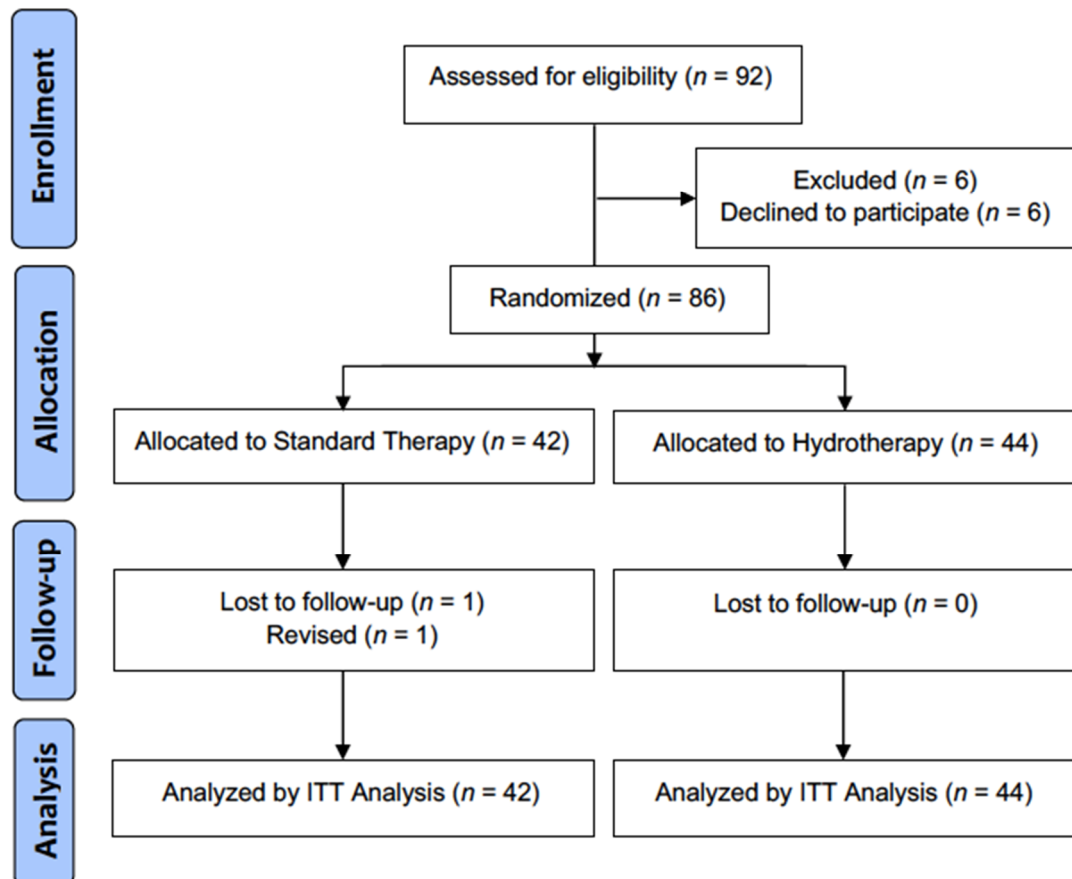 Enrollment
Assessed for eligibility (n = 92)
Excluded (n = 6)
Declined to participate (n = 6)
Randomized (n = 86)
Allocation
Allocated to Standard Therapy (n = 42)
Allocated to Hydrotherapy (n = 44)
Follow-up
Lost to follow-up (n = 1)
Revised (n = 1)
Lost to follow-up (n = 0)
Analysis
Analyzed by ITT Analysis (n = 42)
Analyzed by ITT Analysis (n = 44)